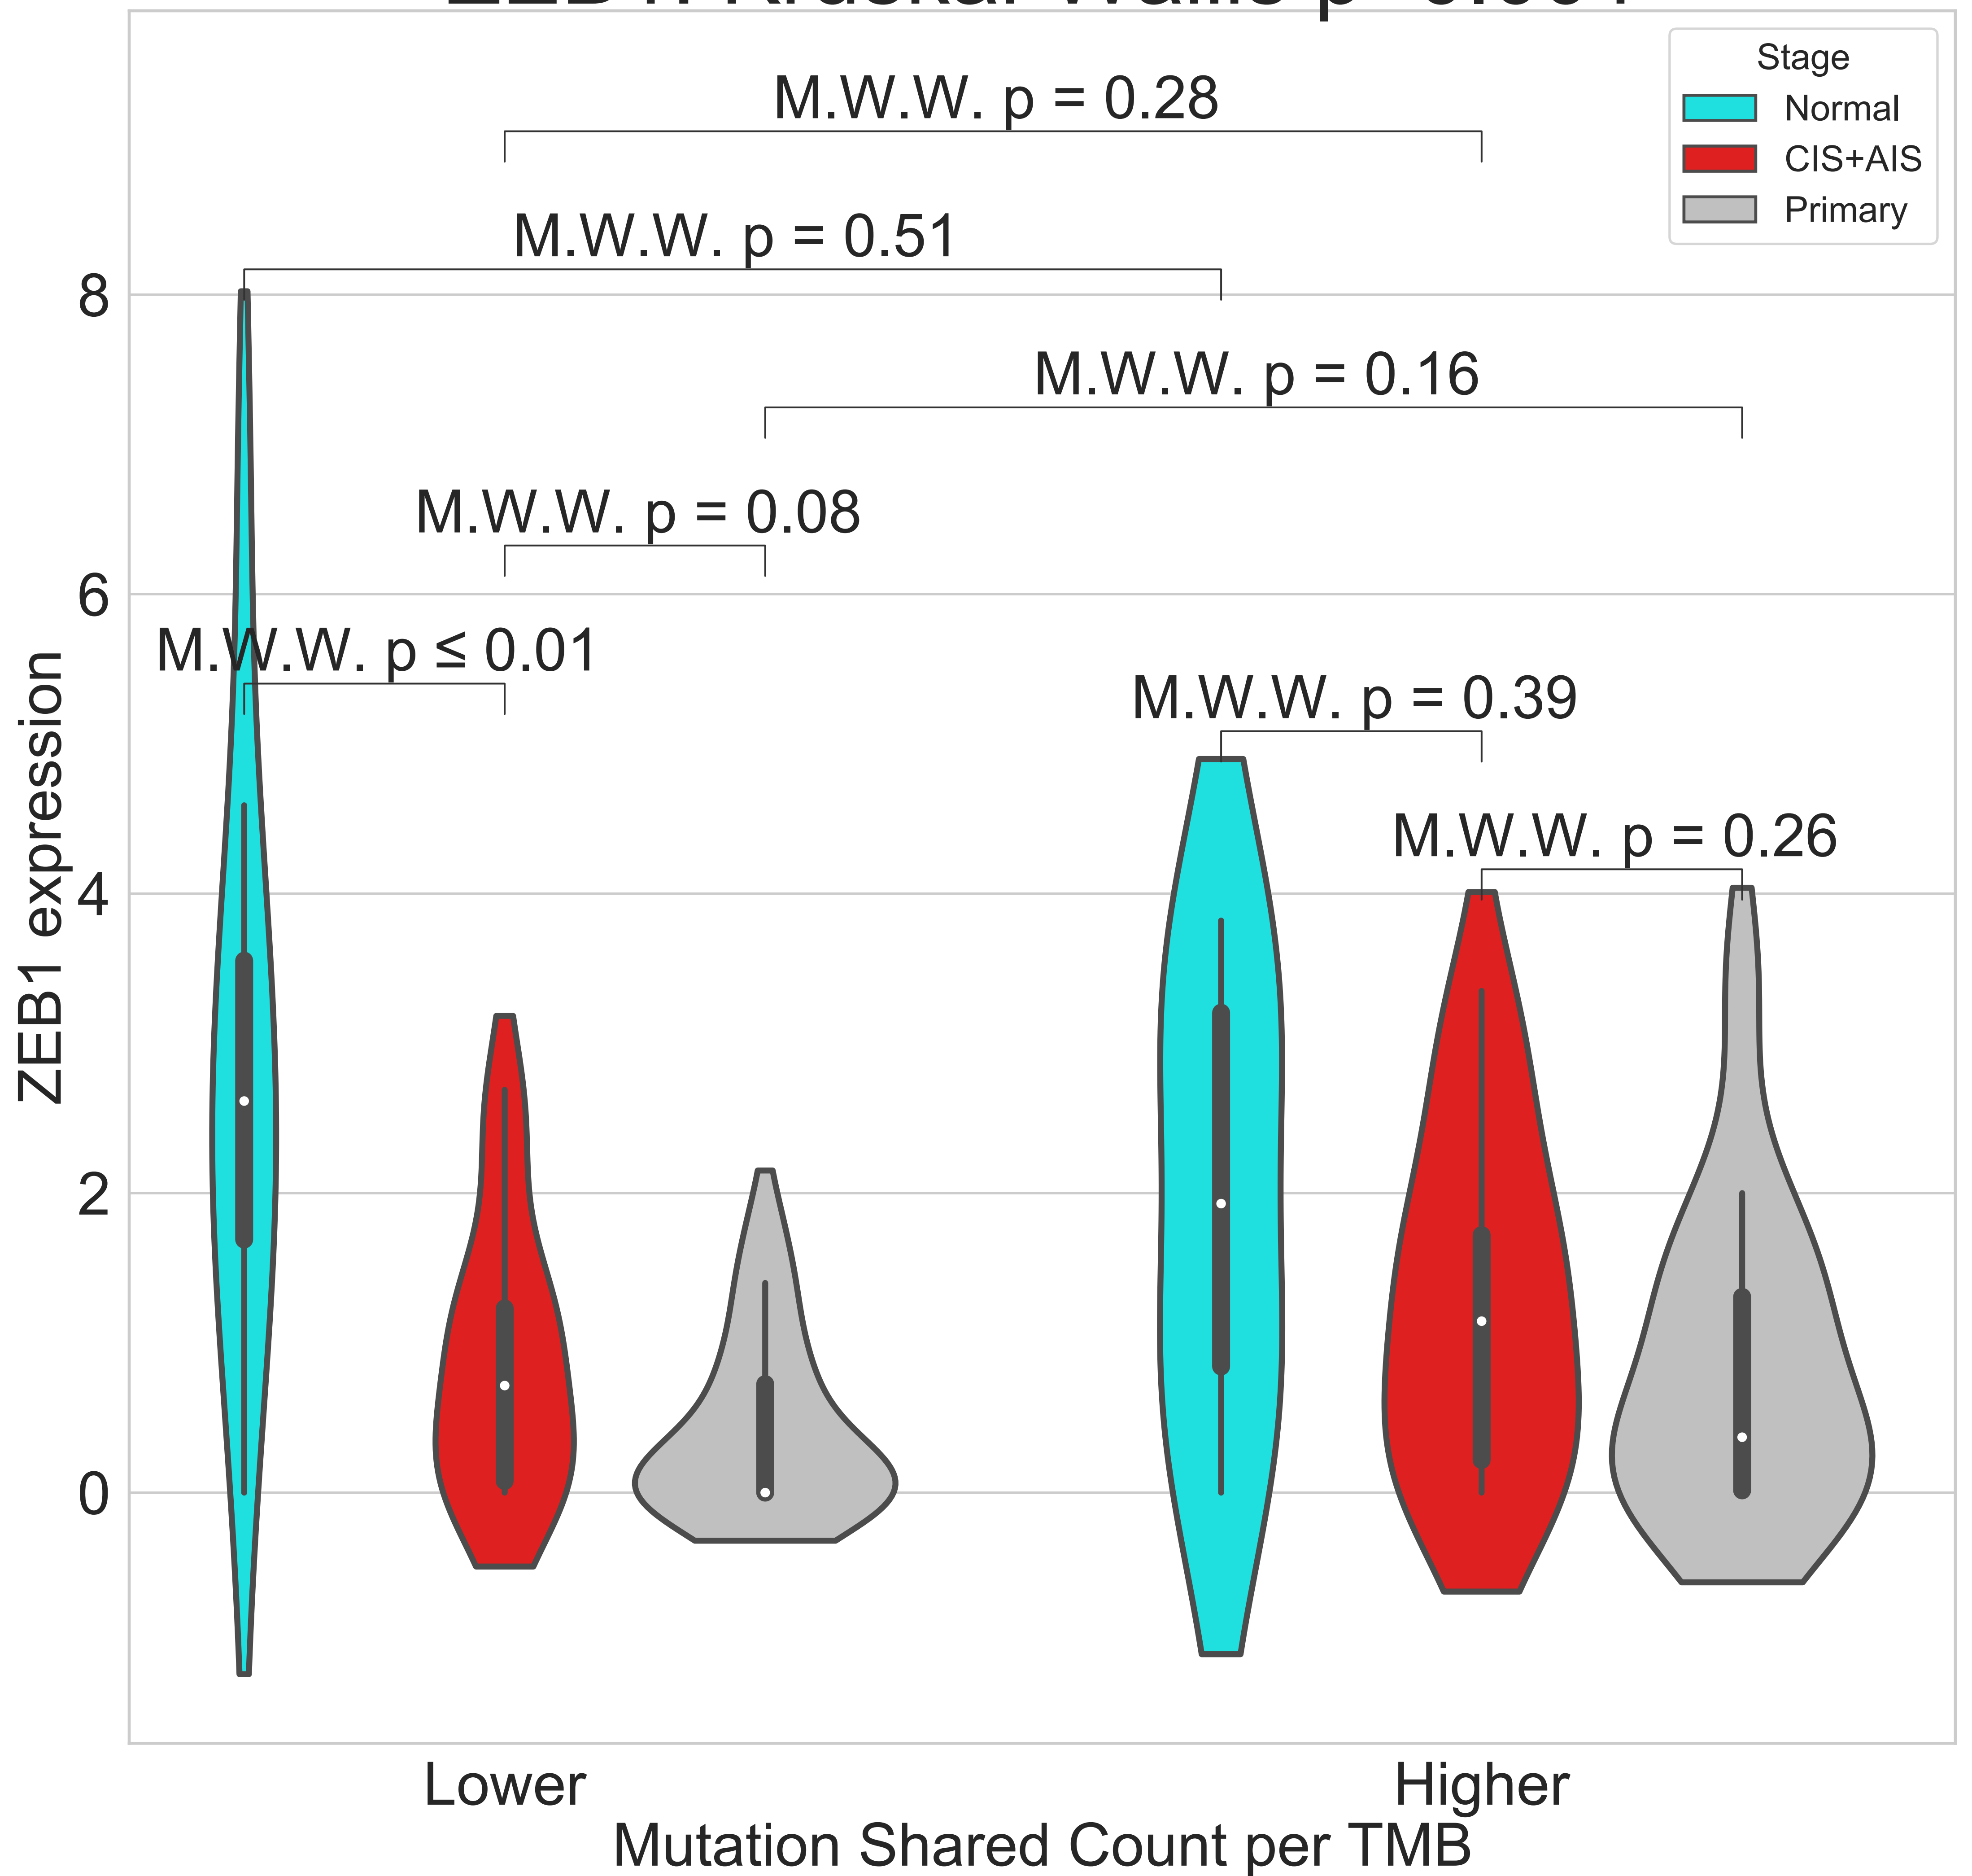 Stage
Normal
CIS+AIS
Primary
M.W.W. p = 0.28
M.W.W. p = 0.51
M.W.W. p = 0.16
M.W.W. p = 0.08
M.W.W. p ≤ 0.01
M.W.W. p = 0.39
M.W.W. p = 0.26
8
6
4
2
0
ZEB1 expression
Lower
Higher
Mutation Shared Count per TMB